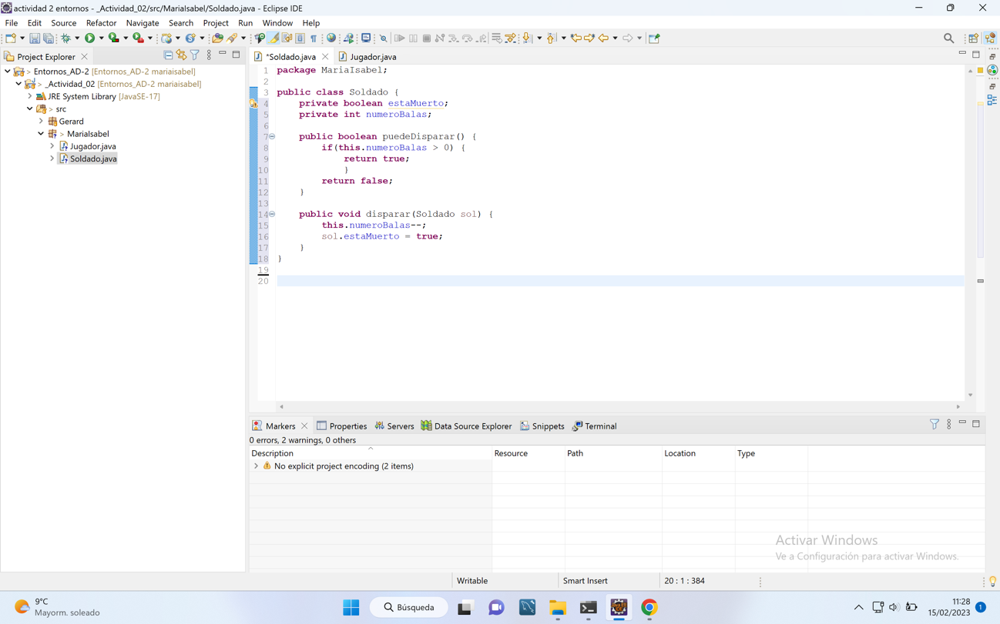 actividad 2 entornos - _Actividad_02/src/MariaIsabel/Soldado.java - Eclipse IDE
File Edit Source Refactor Navigate Search Project Run Window Help
Project Explorer
Entornos_AD-2 [Entornos_AD-2 mariaisabel]
_Actividad_02 [Entornos_AD-2 mariaisabel]
JRE System Library [JavaSE-17]
src
Gerard
MariaIsabel
Jugador.java
Soldado.java
*Soldado.java Jugador.java
1 package MariaIsabel;
2
3 public class Soldado {
4 private boolean estaMuerto;
5 private int numeroBalas;
6
7 public boolean puedeDisparar() {
8 if(this.numeroBalas > 0) {
9 return true;
10 }
11 return false;
12 }
13
14 public void disparar(Soldado sol) {
15 this.numeroBalas--;
16 sol.estaMuerto = true;
17 }
18 }
19
20
Markers Properties Servers Data Source Explorer Snippets Terminal
0 errors, 2 warnings, 0 others
Description Resource Path Location Type
No explicit project encoding (2 items)
Activar Windows
Ve a Configuración para activar Windows.
Writable Smart Insert 20 : 1 : 384
9°C
Mayorm. soleado
Búsqueda
11:28
15/02/2023
1